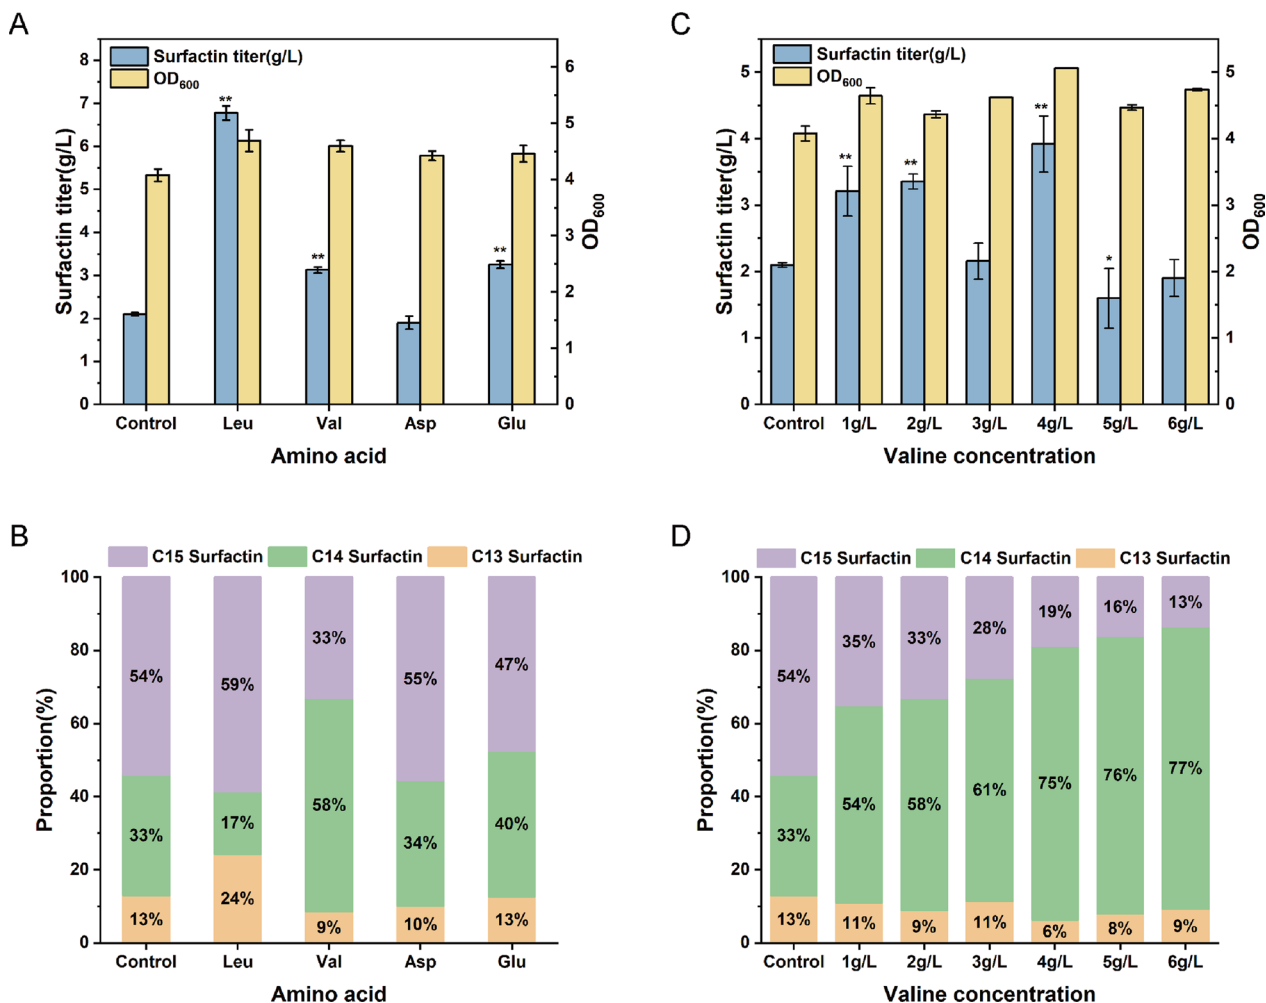 A
Surfactin titer(g/L)
OD600
8
7
6
5
4
3
2
1
0
6
5
4
3
2
1
0
**
**
**
Surfactin titer(g/L)
OD600
Control Leu Val Asp Glu
Amino acid
C
Surfactin titer(g/L)
OD600
5
4
3
2
1
0
5
4
3
2
1
0
**
**
**
*
Surfactin titer(g/L)
OD600
Control 1g/L 2g/L 3g/L 4g/L 5g/L 6g/L
Valine concentration
B
C15 Surfactin C14 Surfactin C13 Surfactin
100
80
60
40
20
0
Proportion(%)
54% 59% 33% 55% 47%
33% 17% 58% 34% 40%
13% 24% 9% 10% 13%
Control Leu Val Asp Glu
Amino acid
D
C15 Surfactin C14 Surfactin C13 Surfactin
100
80
60
40
20
0
Proportion(%)
54% 35% 33% 28% 19% 16% 13%
33% 54% 58% 61% 75% 76% 77%
13% 11% 9% 11% 6% 8% 9%
Control 1g/L 2g/L 3g/L 4g/L 5g/L 6g/L
Valine concentration